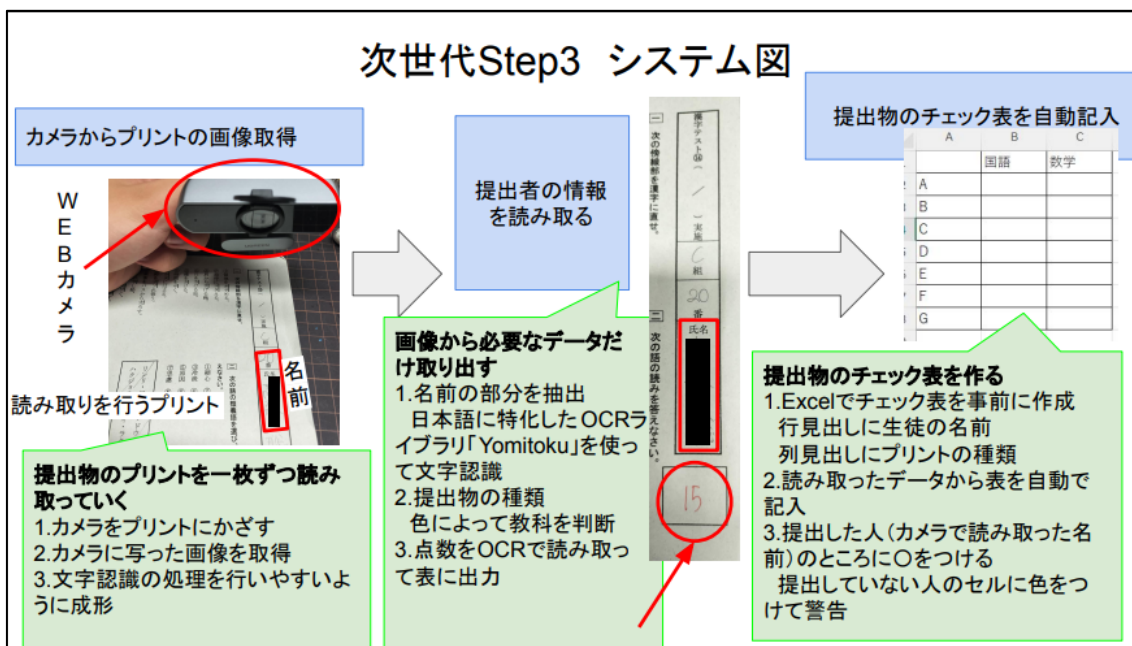 次世代Step3 システム図
カメラからプリントの画像取得
WEBカメラ
名前
読み取りを行うプリント
提出物のプリントを一枚ずつ読み
取っていく
1.カメラをプリントにかざす
2.カメラに写った画像を取得
3.文字認識の処理を行いやすいよ
うに成形
提出者の情報
を読み取る
画像から必要なデータだ
け取り出す
1.名前の部分を抽出
日本語に特化したOCRラ
イブラリ「Yomitoku」を使っ
て文字認識
2.提出物の種類
色によって教科を判断
3.点数をOCRで読み取っ
て表に出力
漢字テスト⑭( / )実施
C組
20番
氏名
一 次の傍線部を漢字に直せ。
二 次の語の読みを答えなさい。
15
提出物のチェック表を自動記入
A B C
国語 数学
A
B
C
D
E
F
G
提出物のチェック表を作る
1.Excelでチェック表を事前に作成
行見出しに生徒の名前
列見出しにプリントの種類
2.読み取ったデータから表を自動で
記入
3.提出した人(カメラで読み取った名
前)のところに〇をつける
提出していない人のセルに色をつ
けて警告